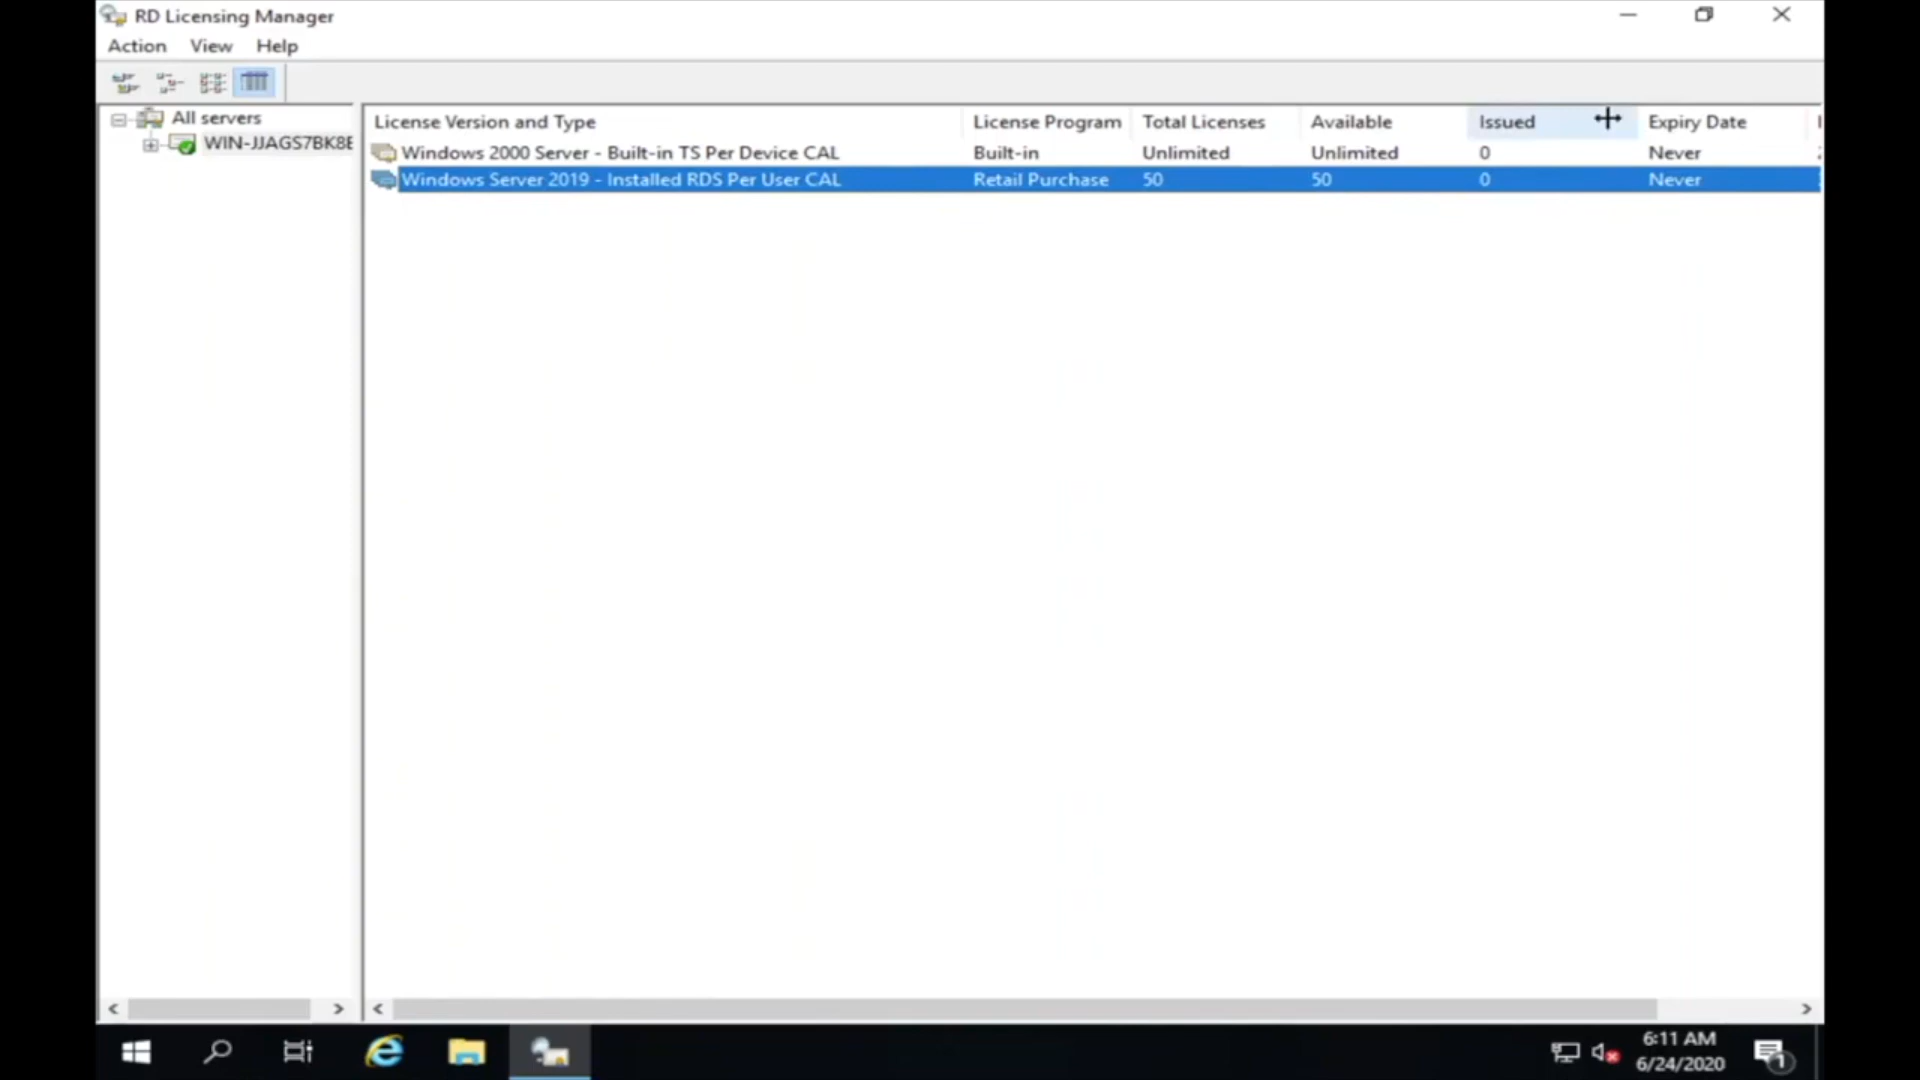 RD Licensing Manager
Action View Help
All servers
WIN-JJAGS7BK8E
License Version and Type License Program Total Licenses Available Issued Expiry Date
Windows 2000 Server - Built-in TS Per Device CAL Built-in Unlimited Unlimited 0 Never
Windows Server 2019 - Installed RDS Per User CAL Retail Purchase 50 50 0 Never
6:11 AM
6/24/2020
1